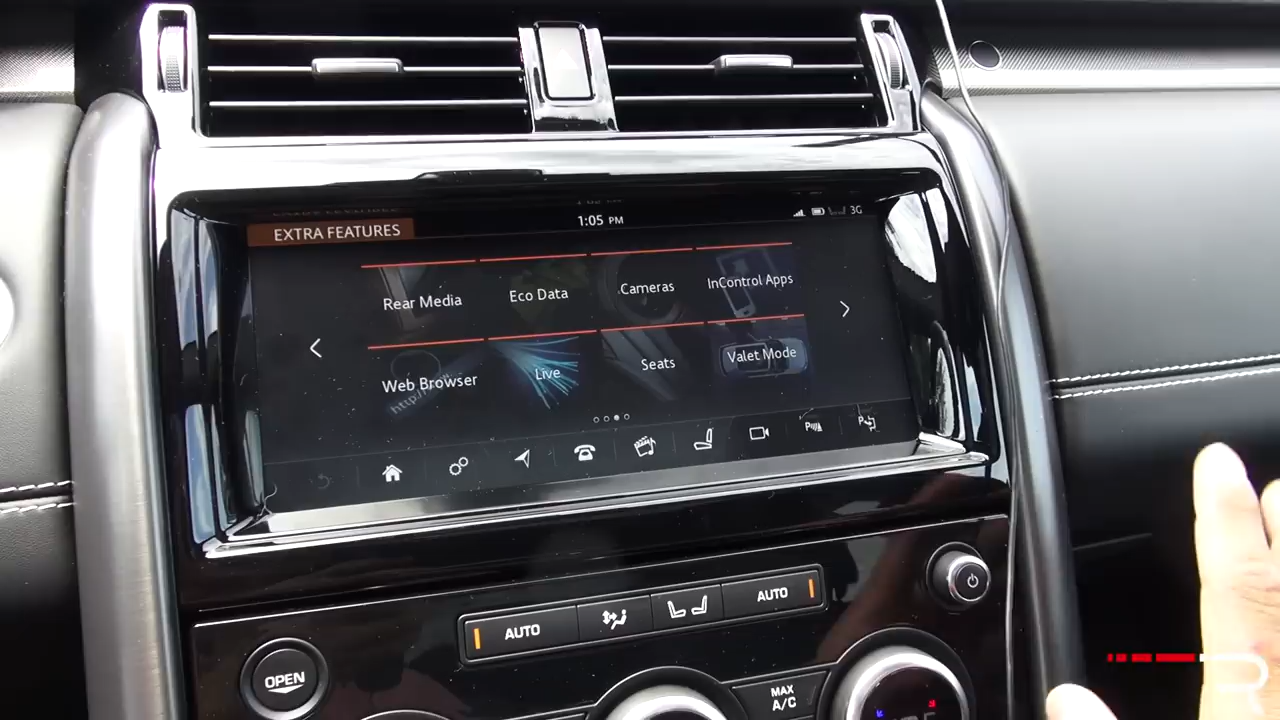 1:05 PM
3G
EXTRA FEATURES
Rear Media
Eco Data
Cameras
InControl Apps
Web Browser
http://
Live
Seats
Valet Mode
AUTO
AUTO
OPEN
MAX
A/C